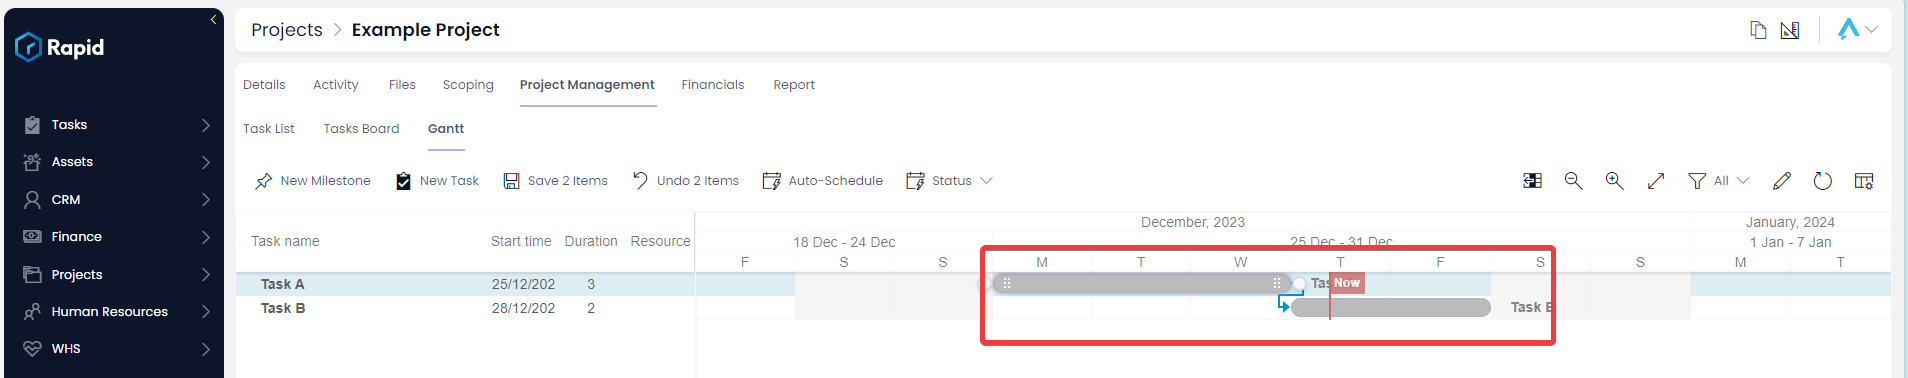 Rapid
Tasks
Assets
CRM
Finance
Projects
Human Resources
WHS
Projects > Example Project
Details Activity Files Scoping Project Management Financials Report
Task List Tasks Board Gantt
New Milestone New Task Save 2 Items Undo 2 Items Auto-Schedule Status All
Task name Start time Duration Resource
December, 2023 January, 2024
18 Dec - 24 Dec 25 Dec - 31 Dec 1 Jan - 7 Jan
F S S M T W T F S S M T
Task A 25/12/202 3 Now
Task B 28/12/202 2 Task B